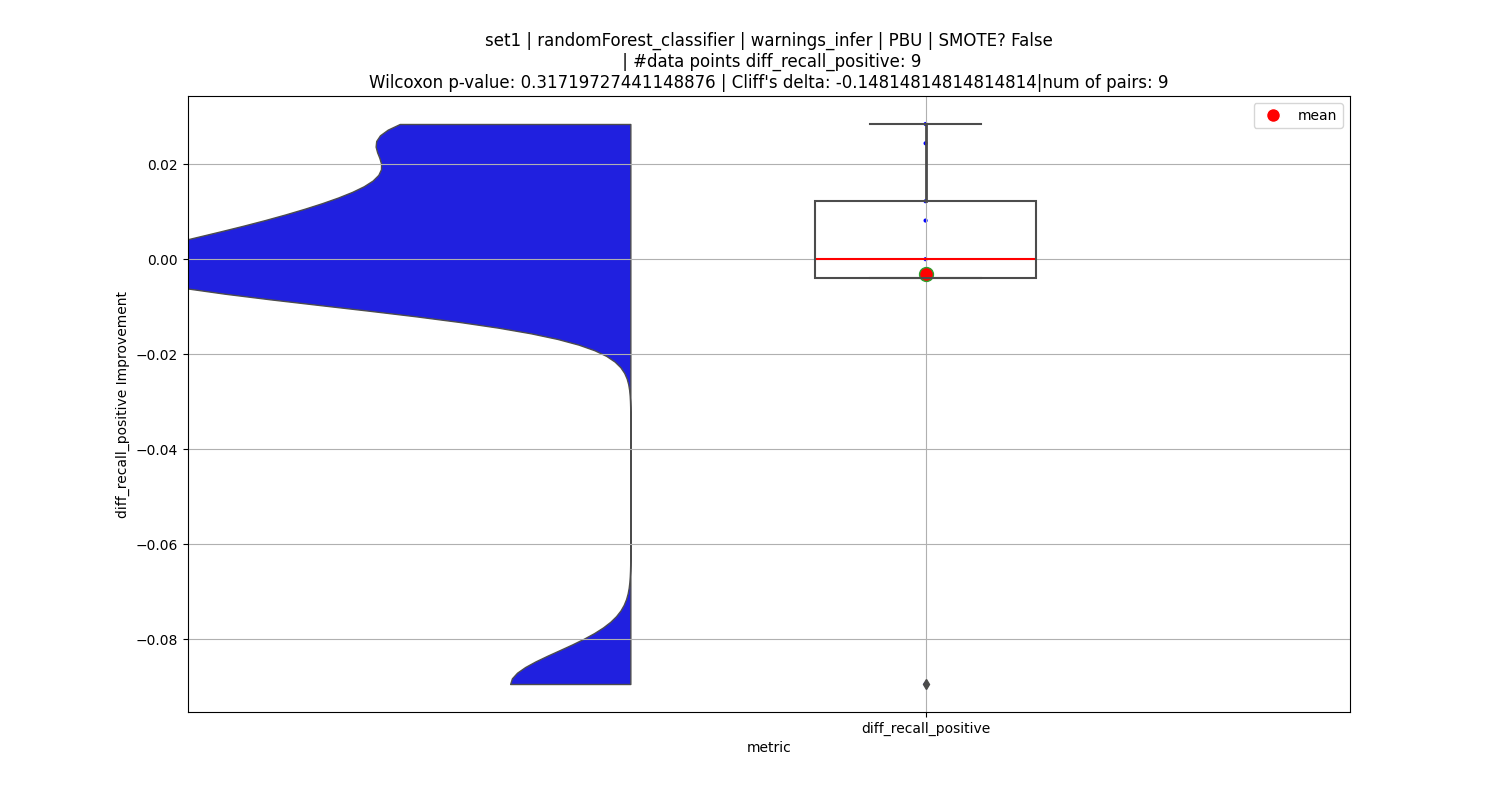 set1 | randomForest_classifier | warnings_infer | PBU | SMOTE? False
| #data points diff_recall_positive: 9
Wilcoxon p-value: 0.31719727441148876 | Cliff's delta: -0.14814814814814814|num of pairs: 9
mean
0.02
0.00
−0.02
−0.04
−0.06
−0.08
diff_recall_positive Improvement
diff_recall_positive
metric